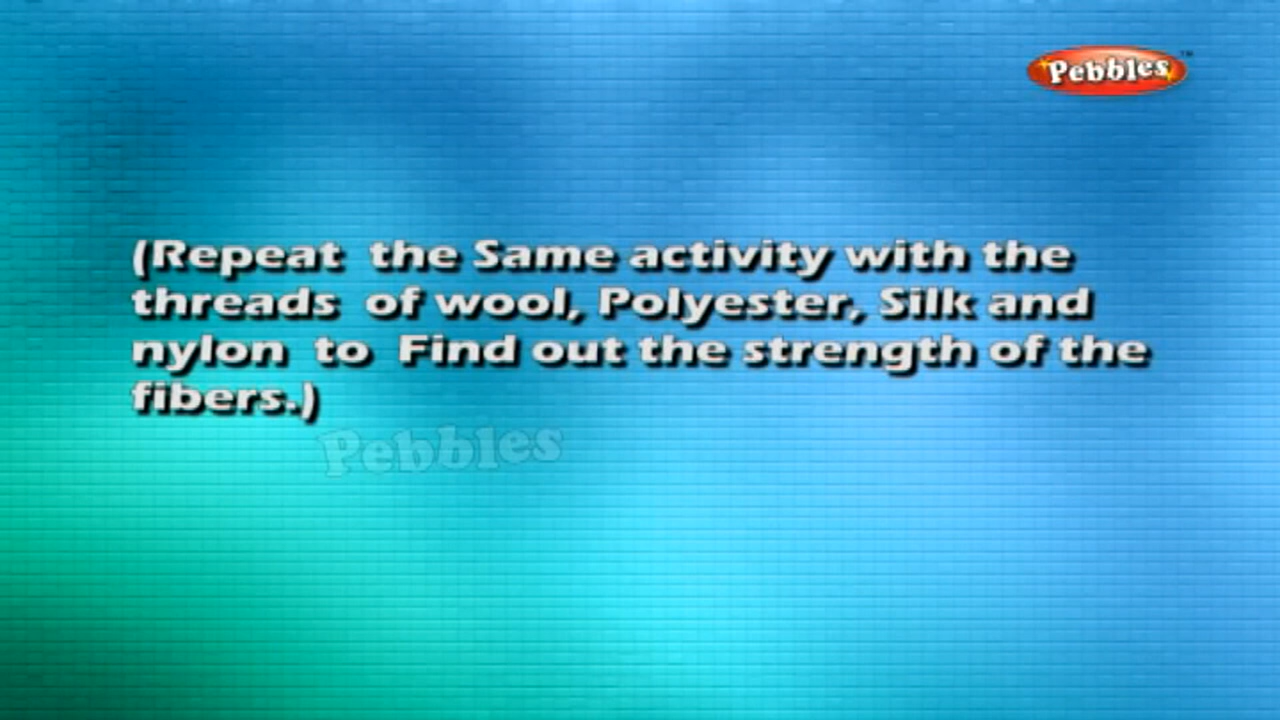 Pebbles™
(Repeat the Same activity with the
threads of wool, Polyester, Silk and
nylon to Find out the strength of the
fibers.)
Pebbles